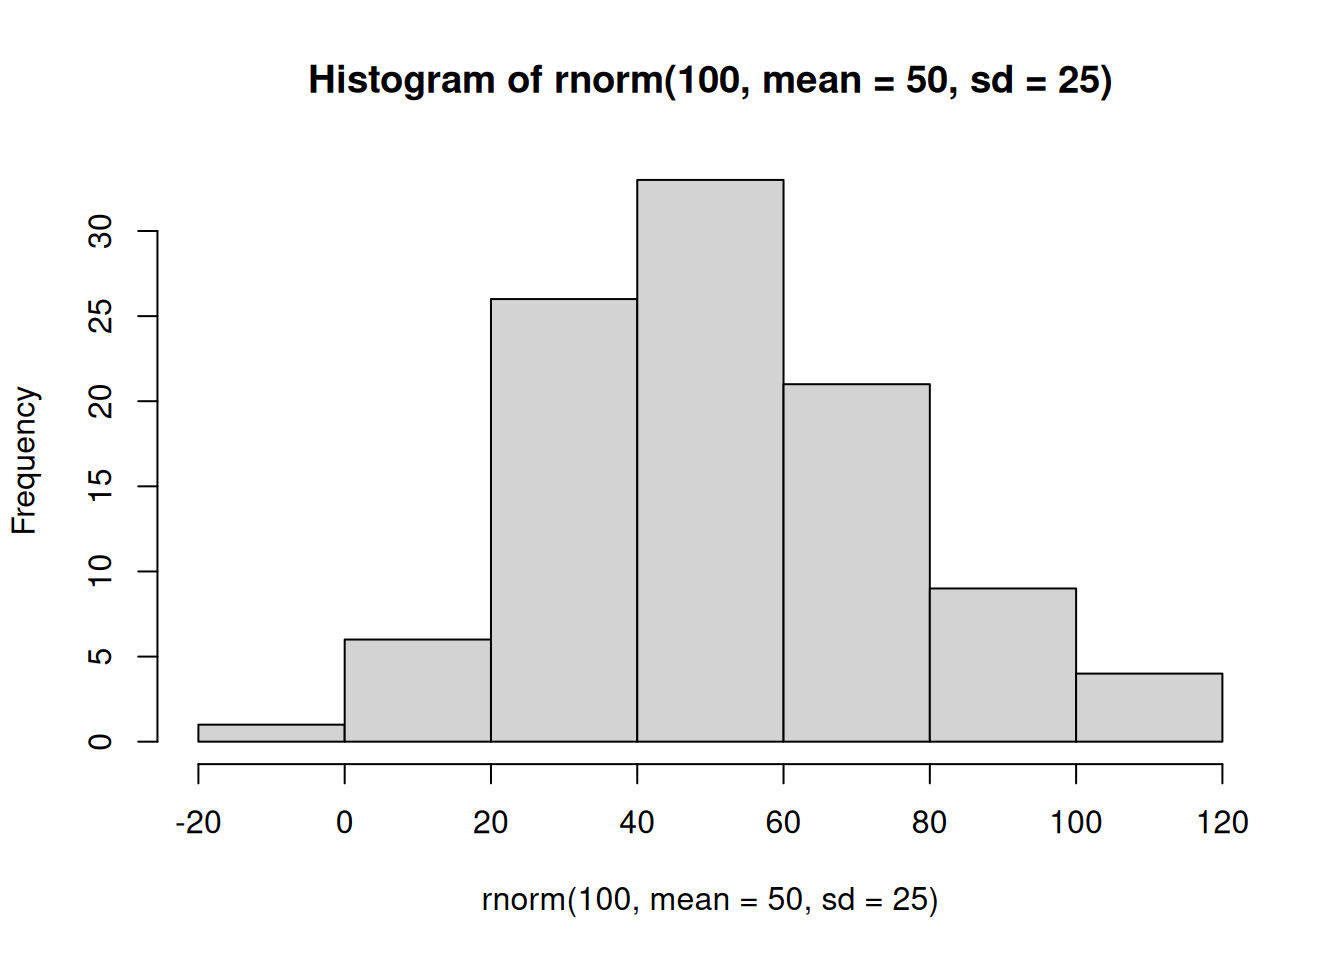 Histogram of rnorm(100, mean = 50, sd = 25)
Frequency
30
25
20
15
10
5
0
-20 0 20 40 60 80 100 120
rnorm(100, mean = 50, sd = 25)